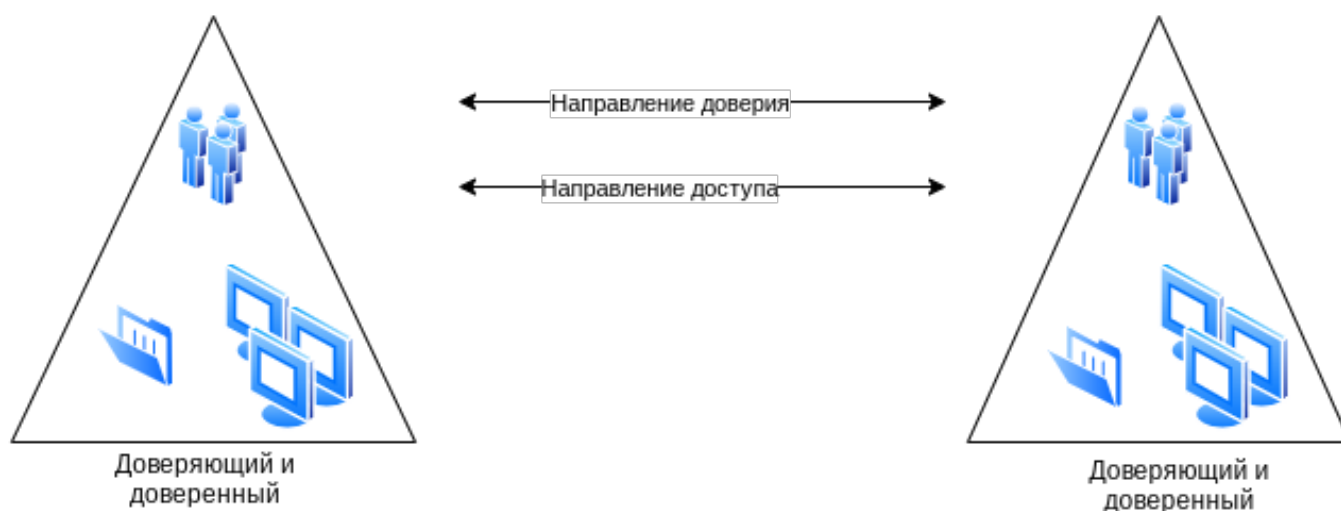 Направление доверия
Направление доступа
Доверяющий и
доверенный
Доверяющий и
доверенный